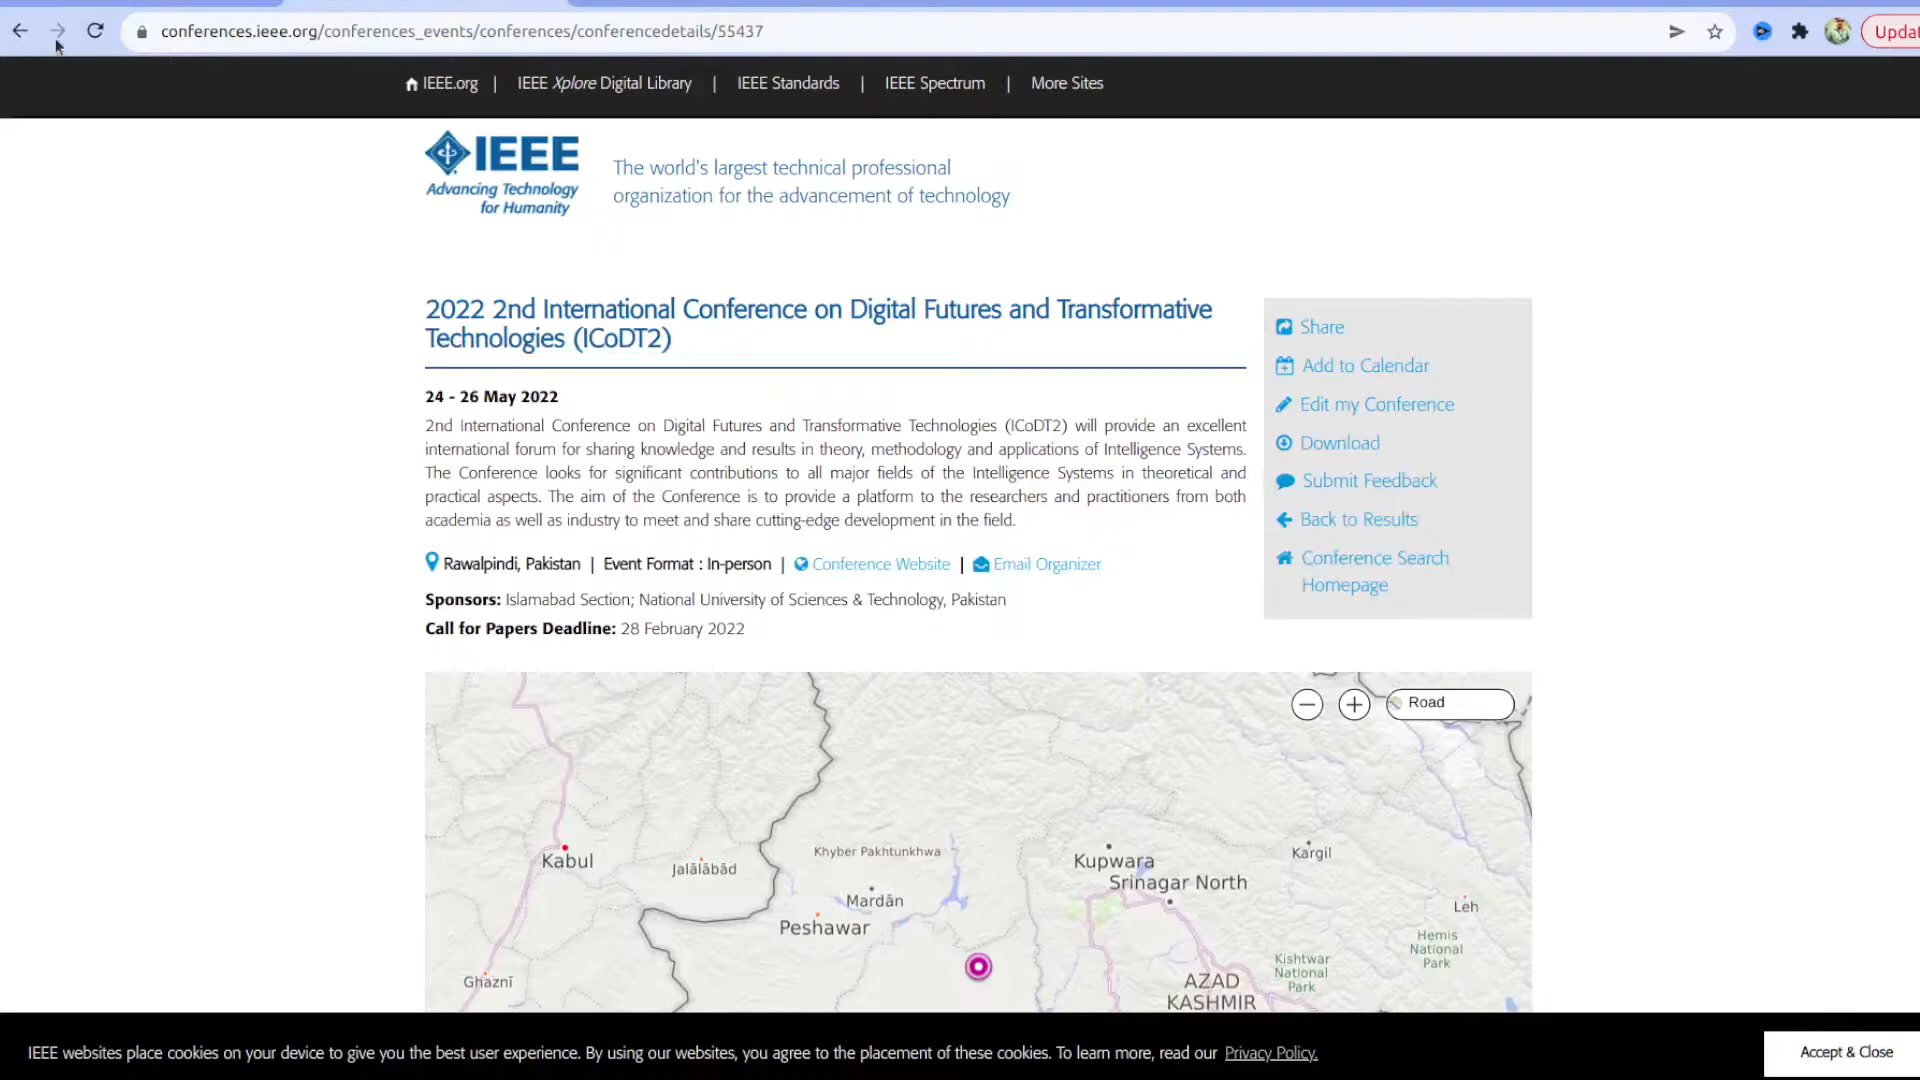 conferences.ieee.org/conferences_events/conferences/conferencedetails/55437
Updat
IEEE.org | IEEE Xplore Digital Library | IEEE Standards | IEEE Spectrum | More Sites
IEEE
Advancing Technology
for Humanity
The world's largest technical professional
organization for the advancement of technology
2022 2nd International Conference on Digital Futures and Transformative
Technologies (ICoDT2)
24 - 26 May 2022
2nd International Conference on Digital Futures and Transformative Technologies (ICoDT2) will provide an excellent
international forum for sharing knowledge and results in theory, methodology and applications of Intelligence Systems.
The Conference looks for significant contributions to all major fields of the Intelligence Systems in theoretical and
practical aspects. The aim of the Conference is to provide a platform to the researchers and practitioners from both
academia as well as industry to meet and share cutting-edge development in the field.
Rawalpindi, Pakistan | Event Format : In-person | Conference Website | Email Organizer
Sponsors: Islamabad Section; National University of Sciences & Technology, Pakistan
Call for Papers Deadline: 28 February 2022
Share
Add to Calendar
Edit my Conference
Download
Submit Feedback
Back to Results
Conference Search
Homepage
Road
Kabul
Jalālābād
Khyber Pakhtunkhwa
Mardān
Peshawar
Ghaznī
Kupwara
Srinagar North
Kargil
Leh
Hemis
National
Park
Kishtwar
National
Park
AZAD
KASHMIR
IEEE websites place cookies on your device to give you the best user experience. By using our websites, you agree to the placement of these cookies. To learn more, read our Privacy Policy.
Accept & Close